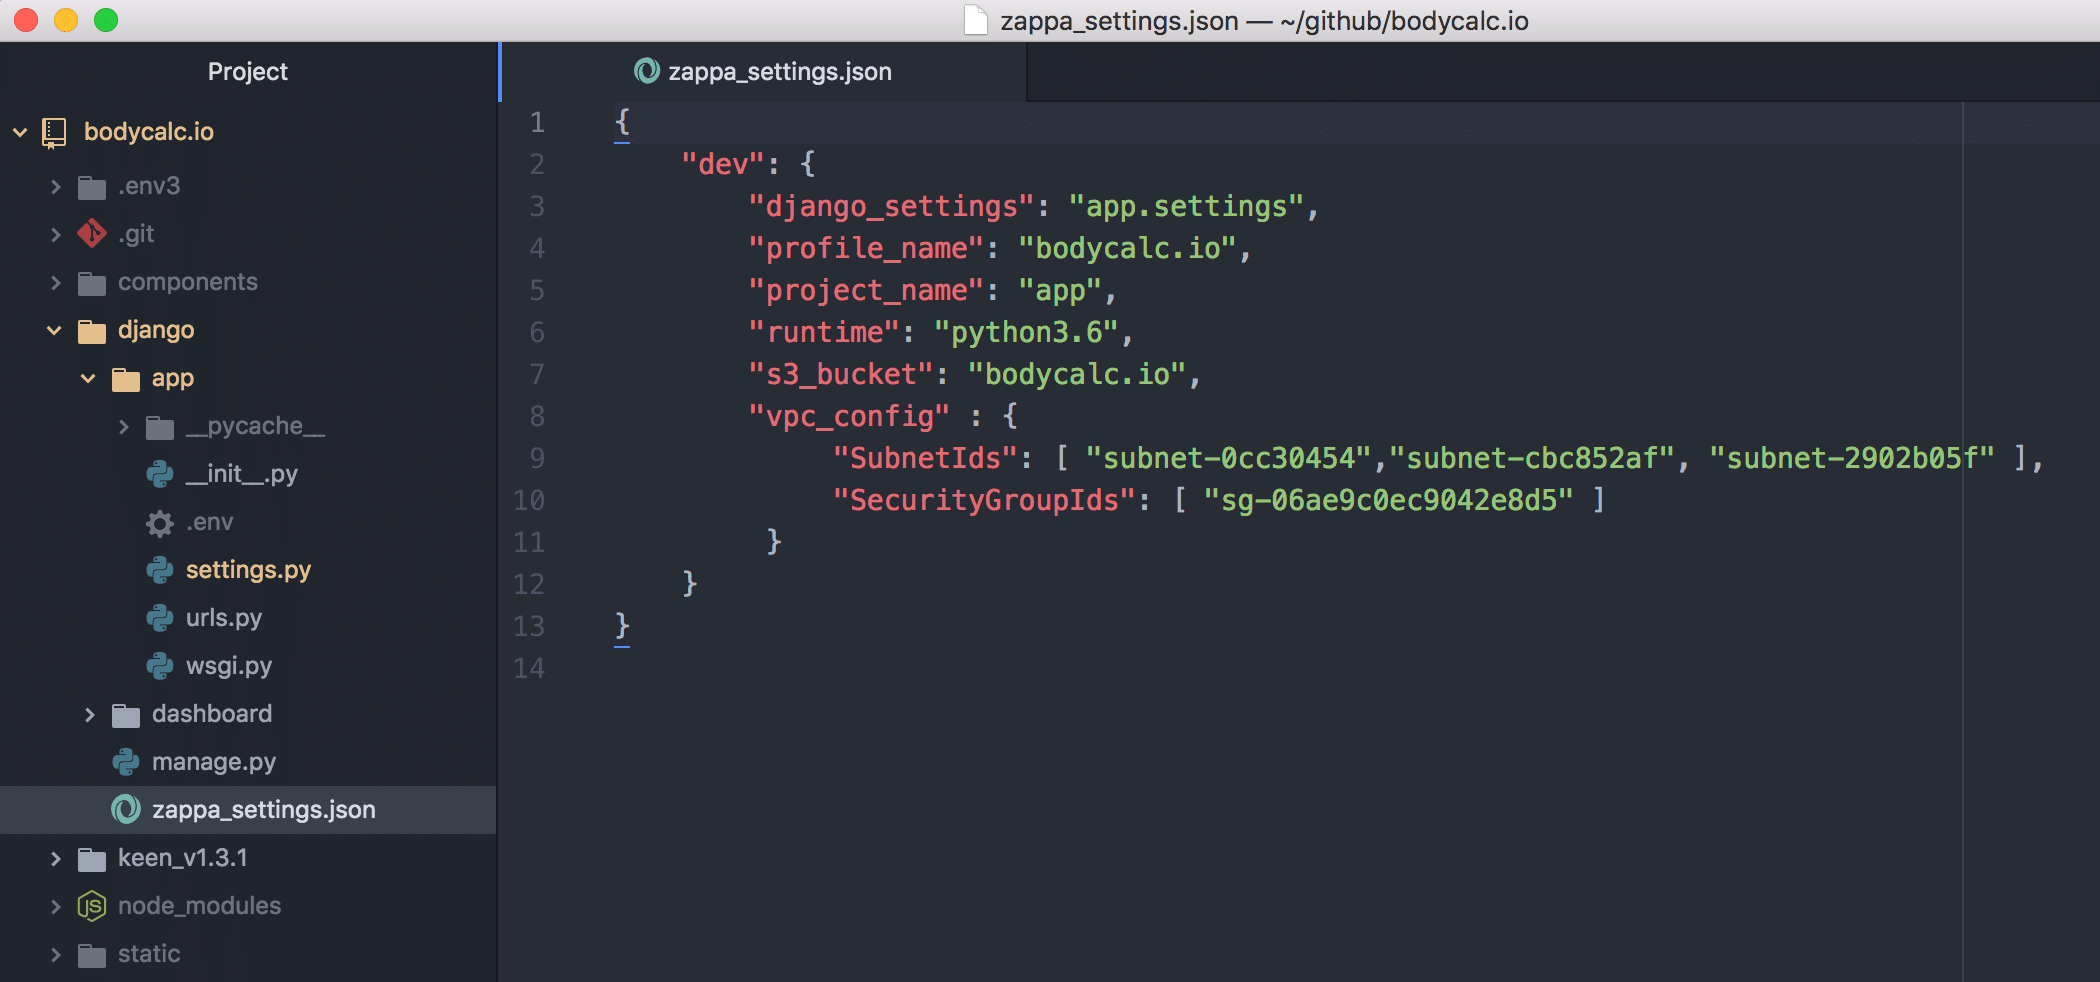 zappa_settings.json — ~/github/bodycalc.io
Project
bodycalc.io
.env3
.git
components
django
app
__pycache__
__init__.py
.env
settings.py
urls.py
wsgi.py
dashboard
manage.py
zappa_settings.json
keen_v1.3.1
node_modules
static
zappa_settings.json
1 {
2 "dev": {
3 "django_settings": "app.settings",
4 "profile_name": "bodycalc.io",
5 "project_name": "app",
6 "runtime": "python3.6",
7 "s3_bucket": "bodycalc.io",
8 "vpc_config" : {
9 "SubnetIds": [ "subnet-0cc30454","subnet-cbc852af", "subnet-2902b05f" ],
10 "SecurityGroupIds": [ "sg-06ae9c0ec9042e8d5" ]
11 }
12 }
13 }
14